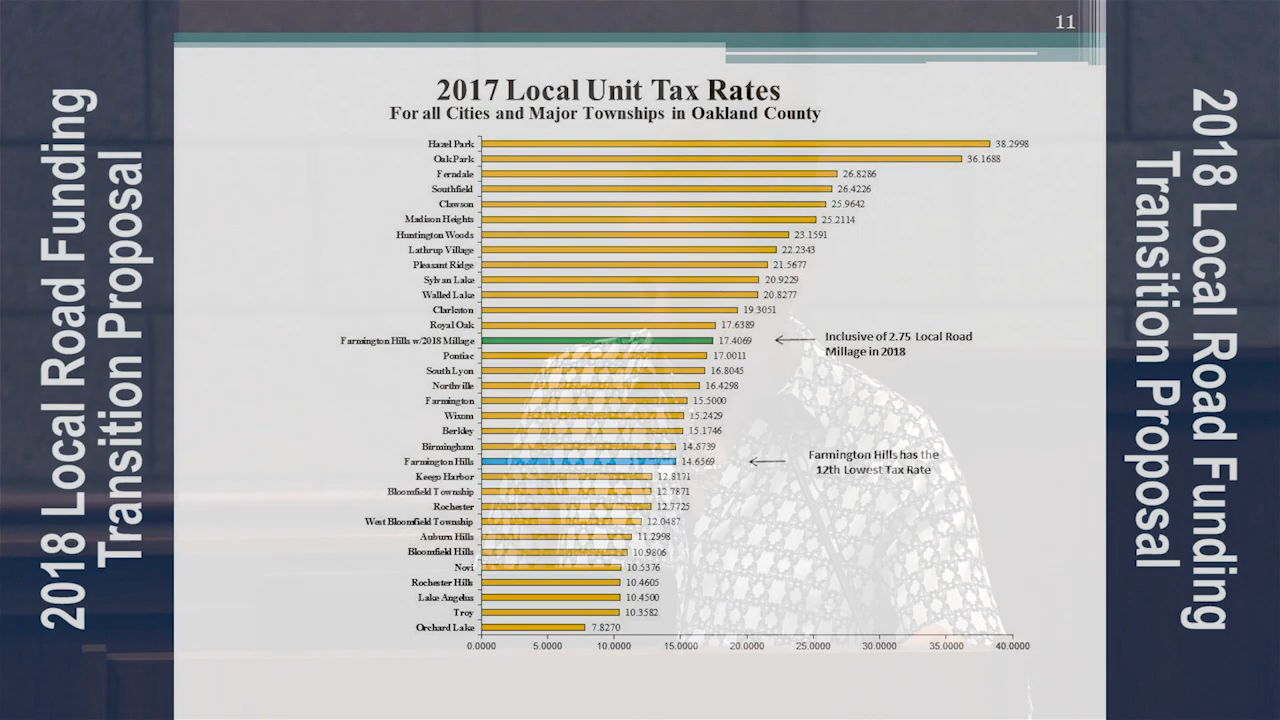 11
2018 Local Road Funding
Transition Proposal
2017 Local Unit Tax Rates
For all Cities and Major Townships in Oakland County
Hazel Park 38.2998
Oak Park 36.1688
Ferndale 26.8286
Southfield 26.4226
Clawson 25.9642
Madison Heights 25.2114
Huntington Woods 23.1591
Lathrup Village 22.2343
Pleasant Ridge 21.5677
Sylvan Lake 20.9229
Walled Lake 20.8277
Clarkston 19.3051
Royal Oak 17.6389
Farmington Hills w/2018 Millage 17.4069
Inclusive of 2.75 Local Road
Millage in 2018
Pontiac 17.0011
South Lyon 16.8045
Northville 16.4298
Farmington 15.5000
Wixom 15.2429
Berkley 15.1746
Birmingham 14.6739
Farmington Hills 14.6569
Farmington Hills has the
12th Lowest Tax Rate
Keego Harbor 12.8171
Bloomfield Township 12.7871
Rochester 12.7725
West Bloomfield Township 12.0487
Auburn Hills 11.2998
Bloomfield Hills 10.9806
Novi 10.5376
Rochester Hills 10.4605
Lake Angelus 10.4500
Troy 10.3582
Orchard Lake 7.8270
0.0000 5.0000 10.0000 15.0000 20.0000 25.0000 30.0000 35.0000 40.0000
2018 Local Road Funding
Transition Proposal